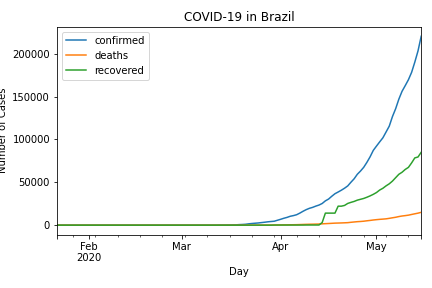 COVID-19 in Brazil
confirmed
deaths
recovered
200000
150000
100000
50000
0
Number of Cases
Feb
2020
Mar
Apr
May
Day